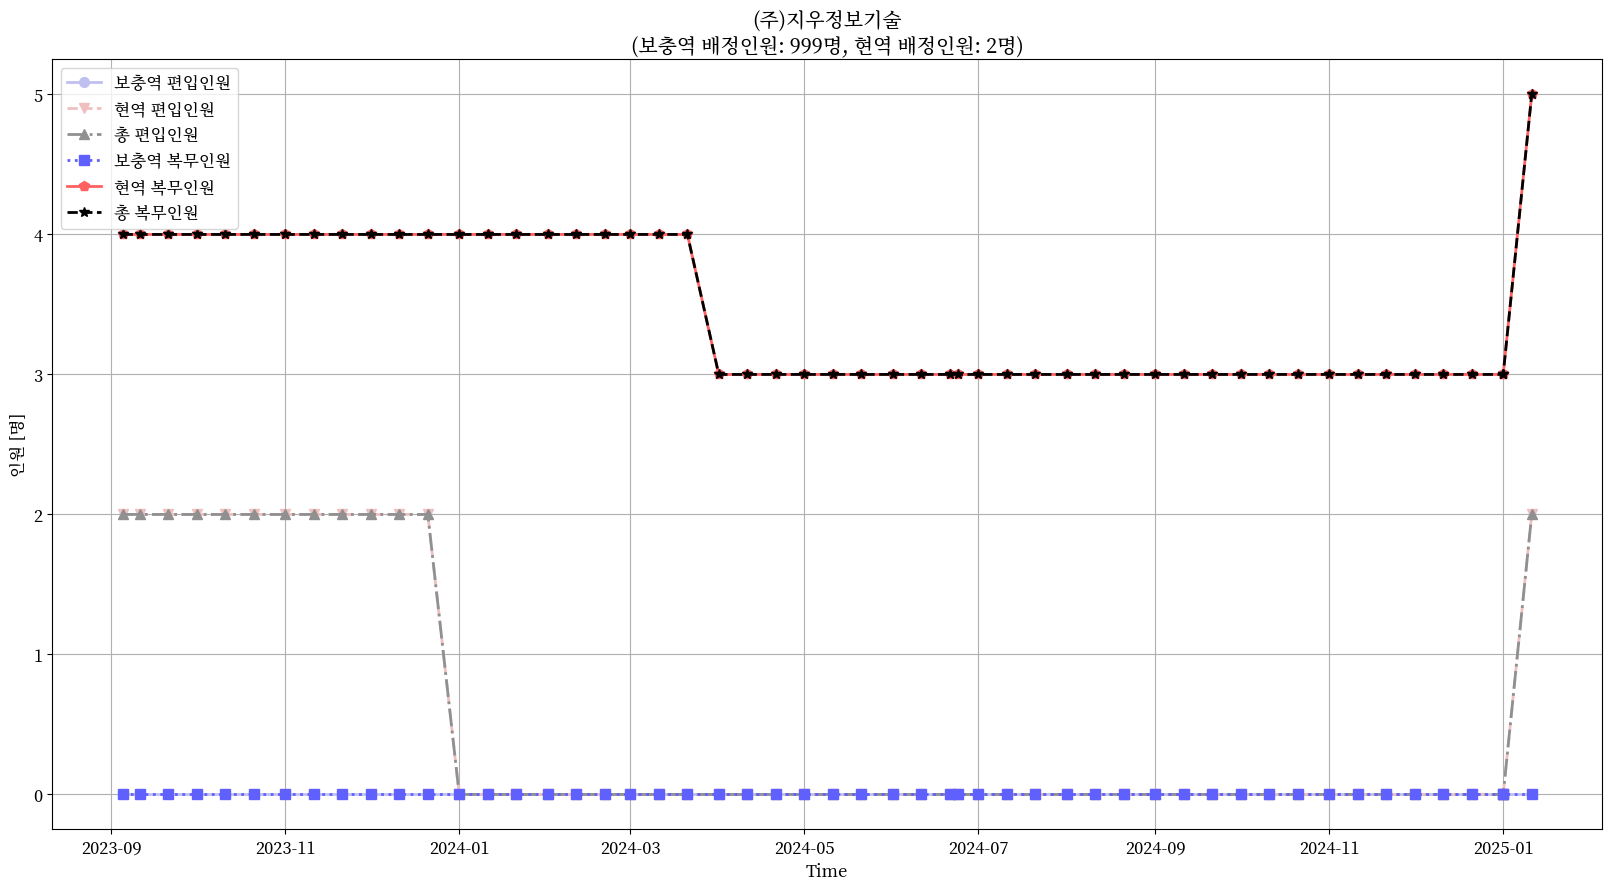 (주)지우정보기술
(보충역 배정인원: 999명, 현역 배정인원: 2명)
보충역 편입인원
현역 편입인원
총 편입인원
보충역 복무인원
현역 복무인원
총 복무인원
인원 [명]
5
4
3
2
1
0
2023-09
2023-11
2024-01
2024-03
2024-05
2024-07
2024-09
2024-11
2025-01
Time